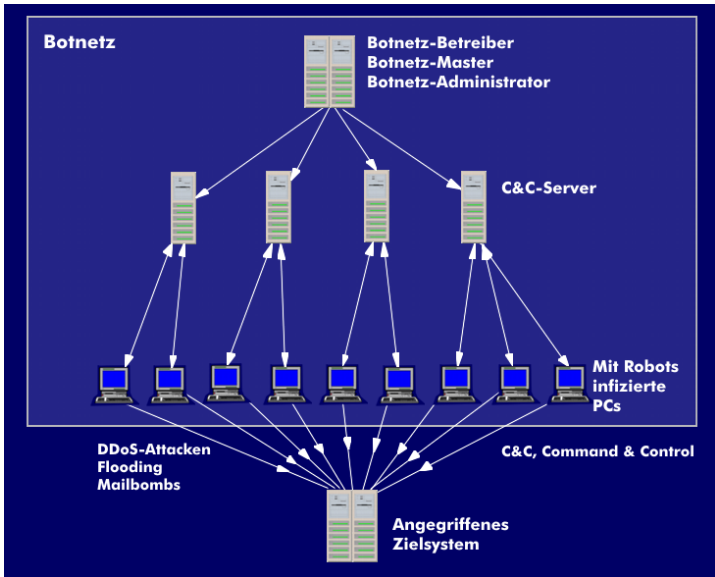 Botnetz
Botnetz-Betreiber
Botnetz-Master
Botnetz-Administrator
C&C-Server
Mit Robots
infizierte
PCs
DDoS-Attacken
Flooding
Mailbombs
C&C, Command & Control
Angegriffenes
Zielsystem